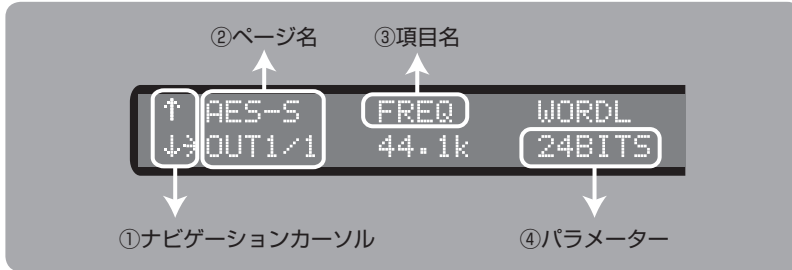 ②ページ名 ③項目名
↑ AES-S FREQ WORDL
↓→OUT1/1 44.1k 24BITS
①ナビゲーションカーソル ④パラメーター